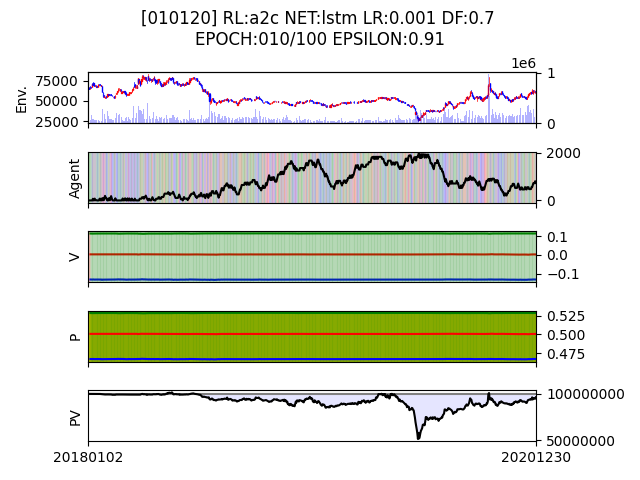 [010120] RL:a2c NET:lstm LR:0.001 DF:0.7
EPOCH:010/100 EPSILON:0.91
1e6
Env.
75000
50000
25000
1
0
Agent
2000
0
V
0.1
0.0
−0.1
P
0.525
0.500
0.475
PV
100000000
50000000
20180102
20201230